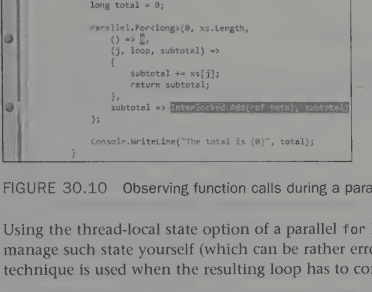 long total = 0;
Parallel.For<long>(0, xs.Length,
() => 0,
(j, loop, subtotal) =>
{
subtotal += xs[j];
return subtotal;
},
subtotal => Interlocked.Add(ref total, subtotal)
);
Console.WriteLine("The total is {0}", total);
}
FIGURE 30.10 Observing function calls during a para
Using the thread-local state option of a parallel for
manage such state yourself (which can be rather erro
technique is used when the resulting loop has to co